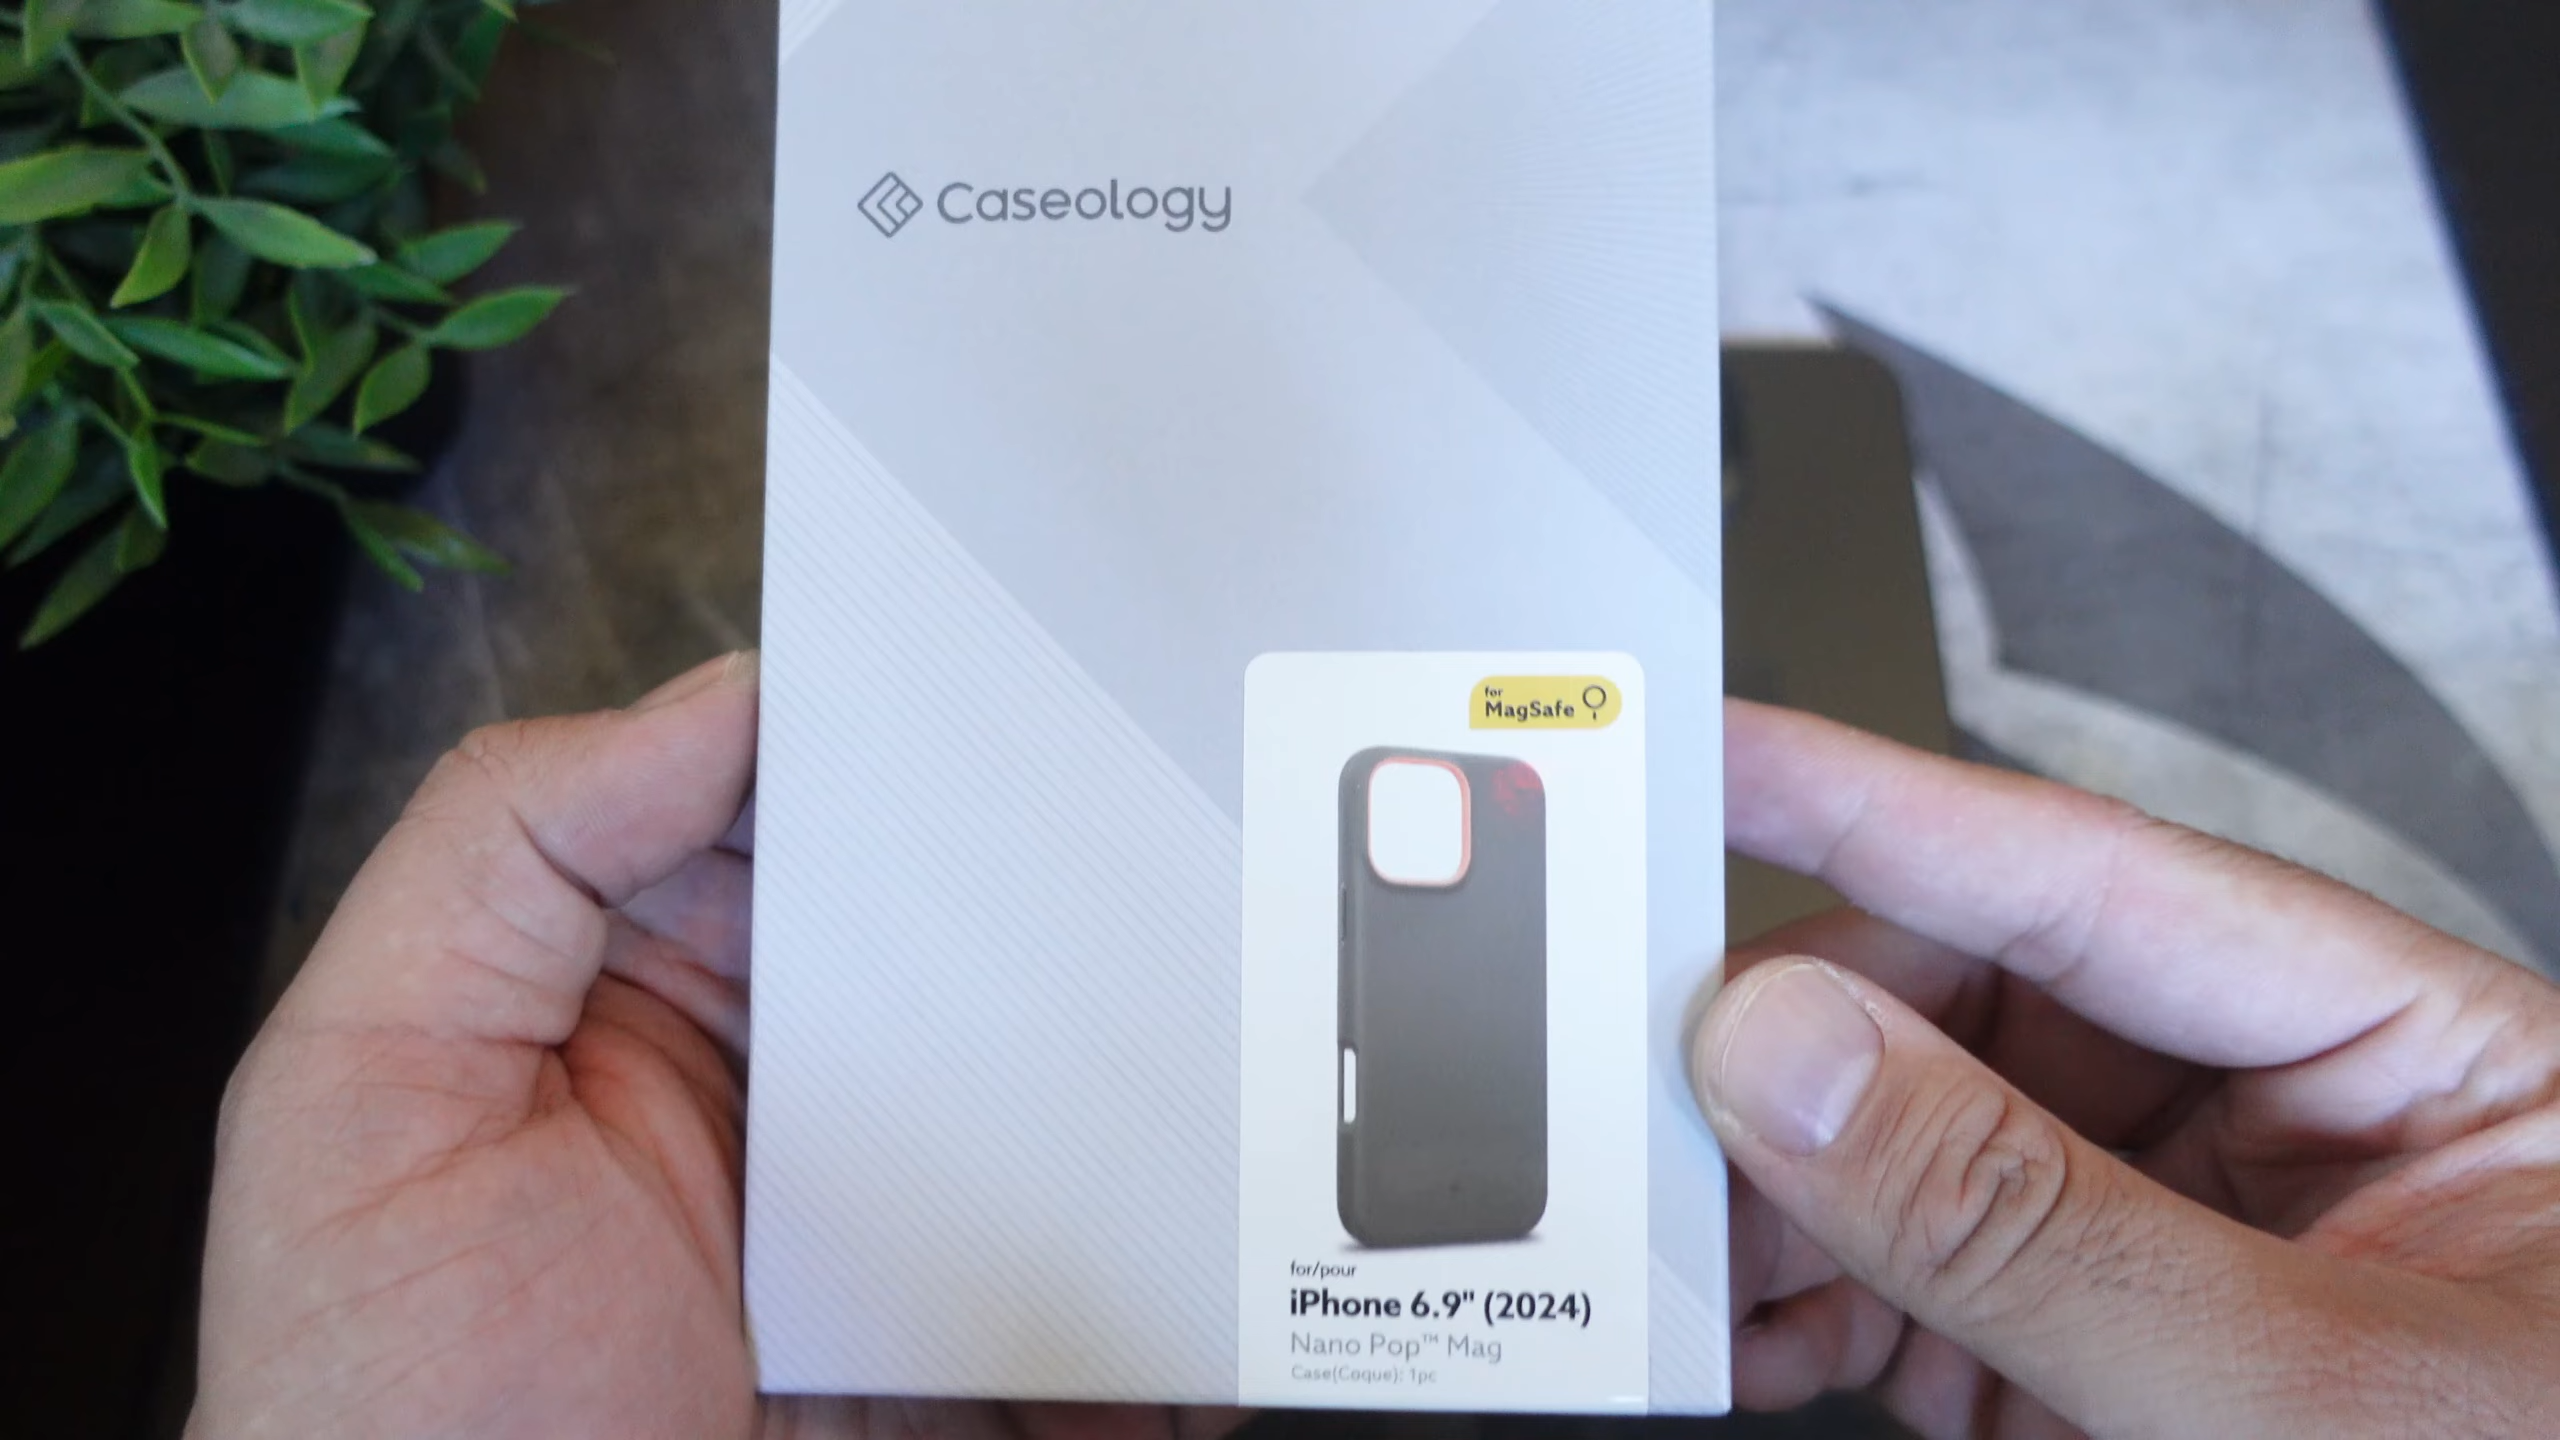 Caseology
for
MagSafe
for/pour
iPhone 6.9" (2024)
Nano Pop™ Mag
Case(Coque): 1pc